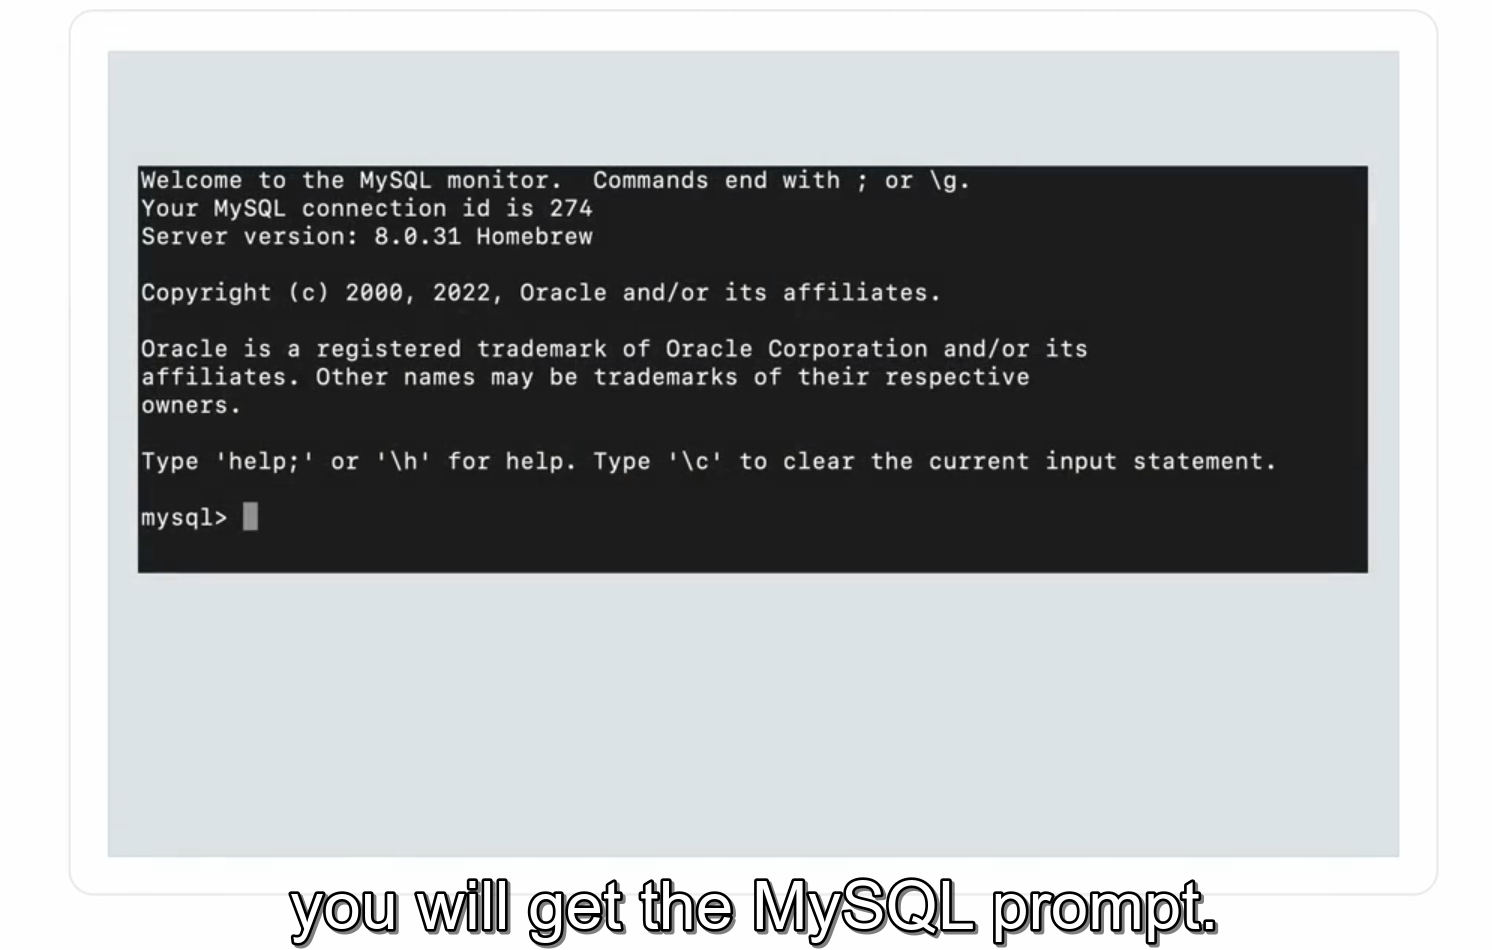 Welcome to the MySQL monitor.  Commands end with ; or \g.
Your MySQL connection id is 274
Server version: 8.0.31 Homebrew
Copyright (c) 2000, 2022, Oracle and/or its affiliates.
Oracle is a registered trademark of Oracle Corporation and/or its
affiliates. Other names may be trademarks of their respective
owners.
Type 'help;' or '\h' for help. Type '\c' to clear the current input statement.
mysql>
you will get the MySQL prompt.